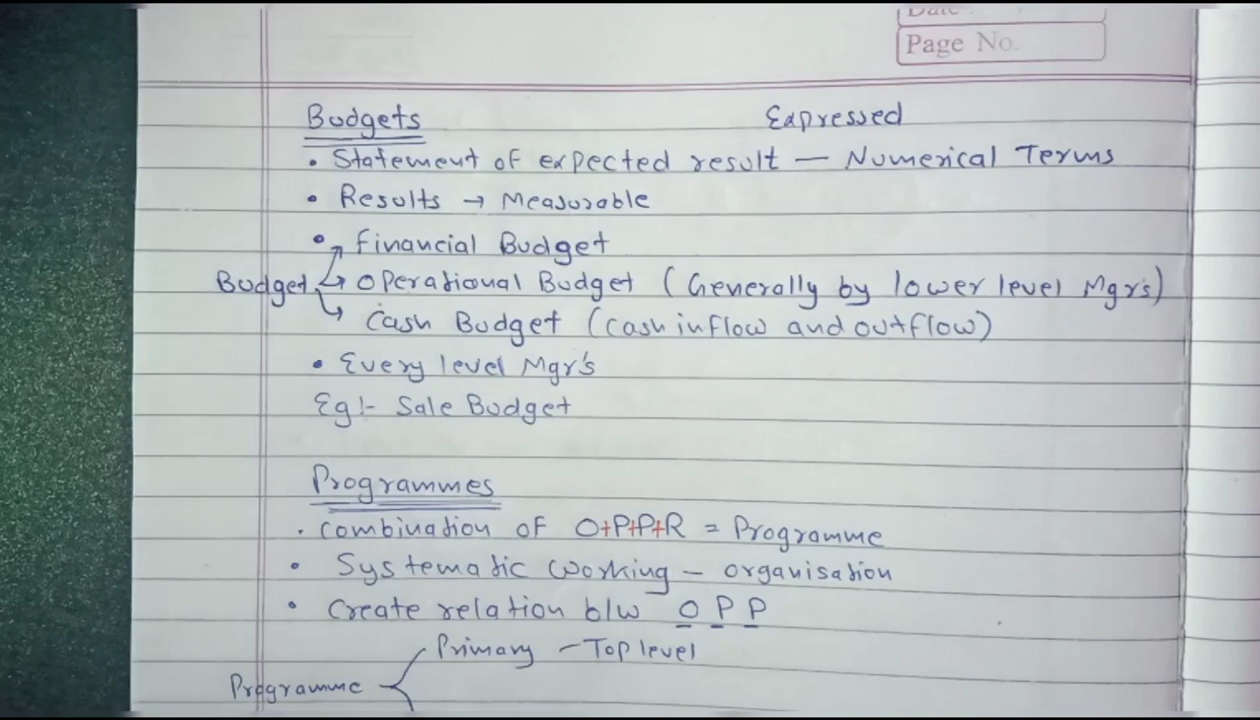 Date
Page No.
Budgets Expressed
• Statement of expected result — Numerical Terms
• Results → Measurable
• Financial Budget
Budget → Operational Budget (Generally by lower level Mgr's)
→ Cash Budget (cash inflow and outflow)
• Every level Mgr's
Eg:- Sale Budget
Programmes
• Combination of O+P+P+R = Programme
• Systematic working - organisation
• Create relation b/w O P P
Primary - Top level
Programme